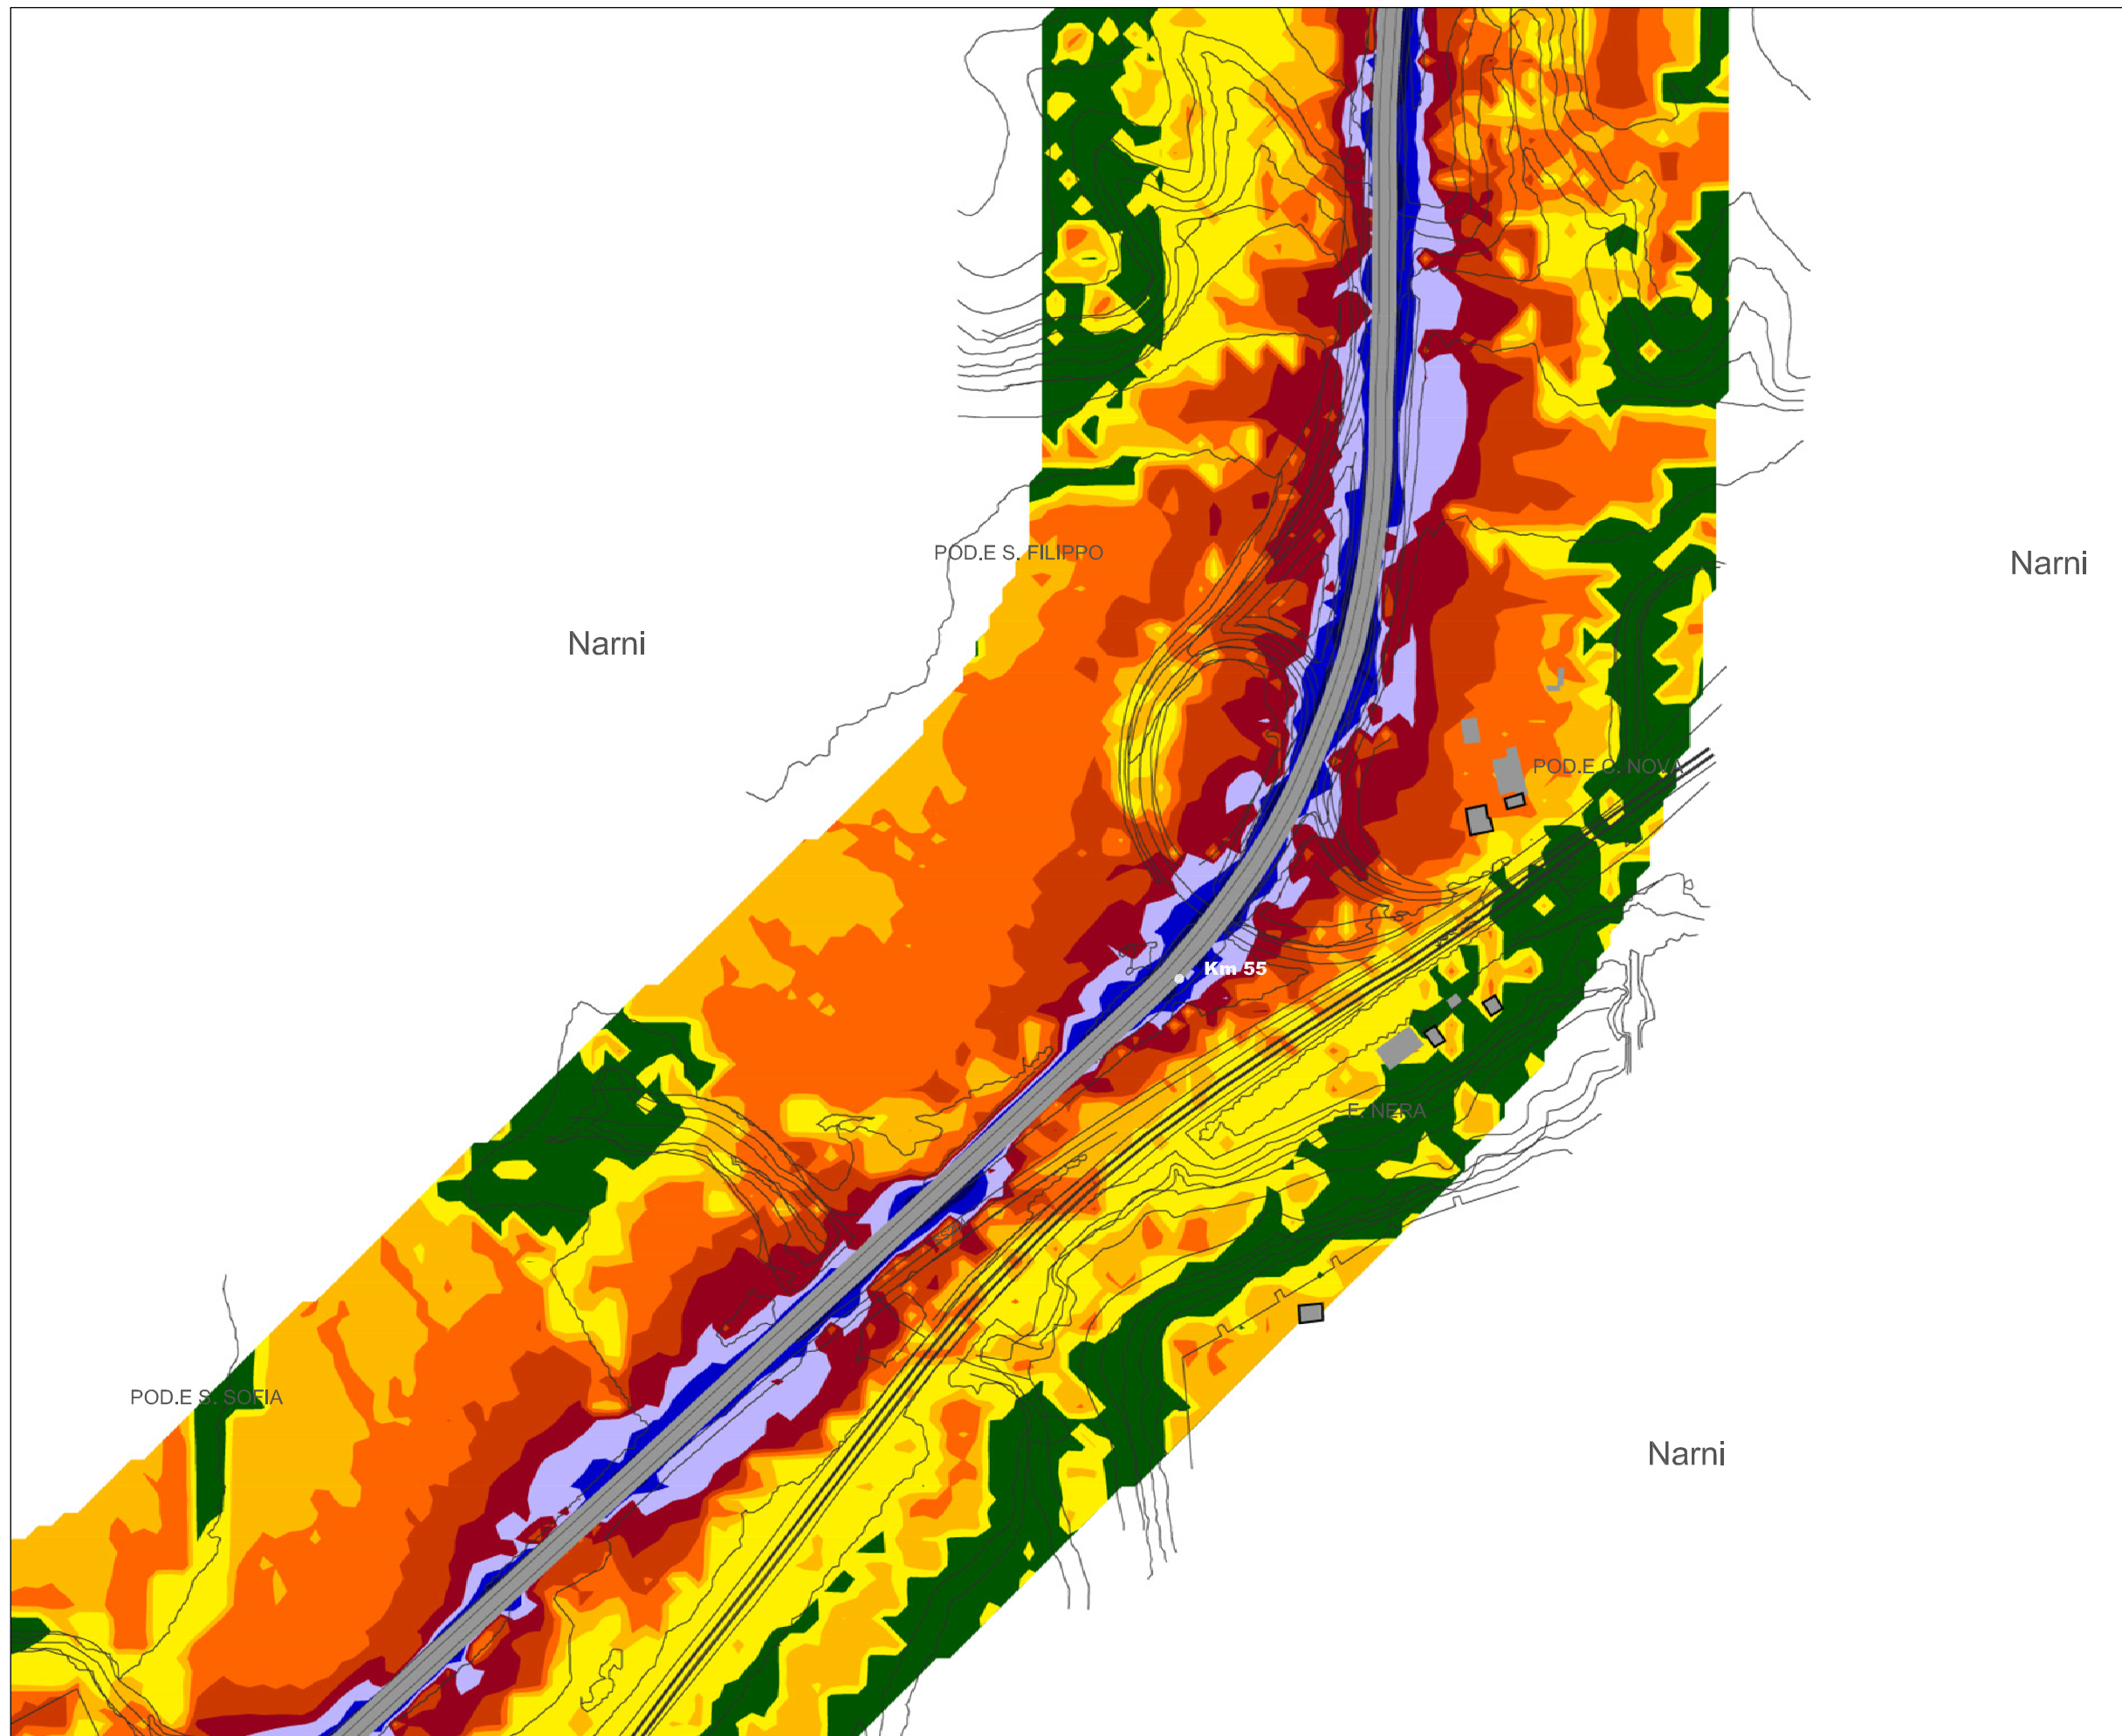 POD.E S. FILIPPO
Narni
Narni
POD.E C. NOVA
Km 55
F. NERA
POD.E S. SOFIA
Narni